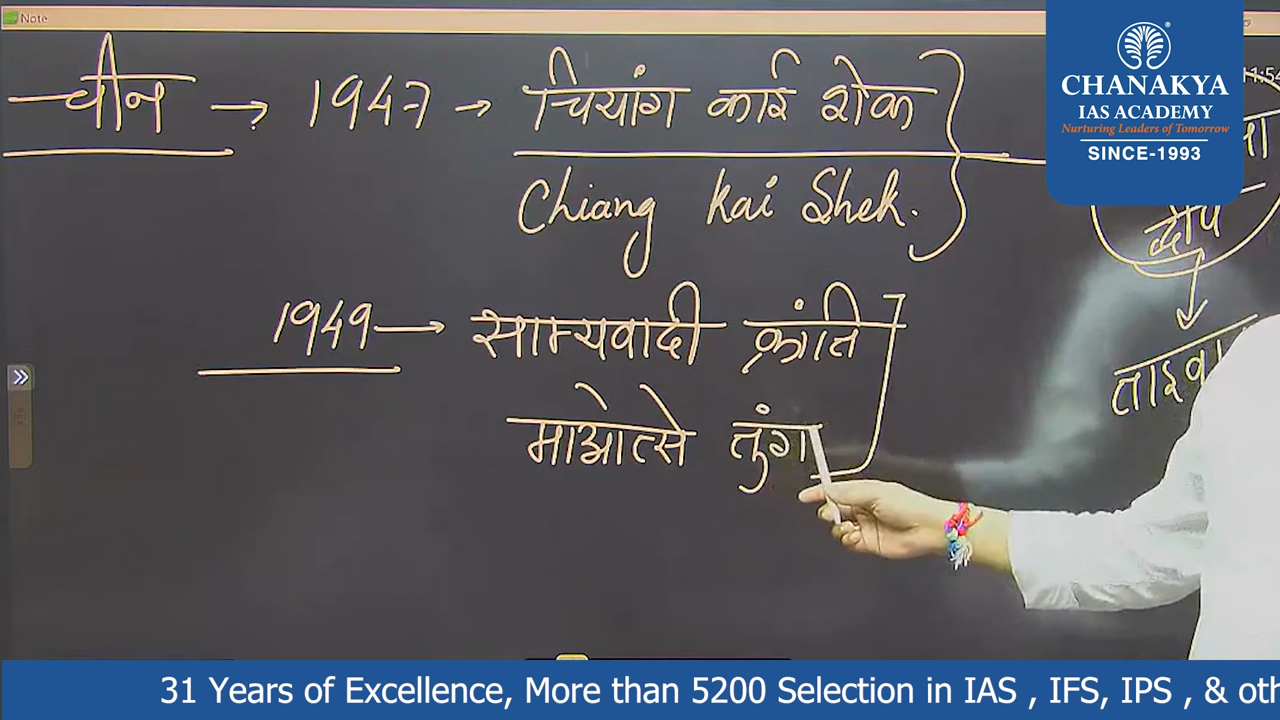 Note
चीन → 1947 → चियांग काई शेक
Chiang Kai Shek.
1949 → साम्यवादी क्रांति
माओत्से तुंग
द्वीप
CHANAKYA
IAS ACADEMY
Nurturing Leaders of Tomorrow
SINCE-1993
31 Years of Excellence, More than 5200 Selection in IAS , IFS, IPS , & oth